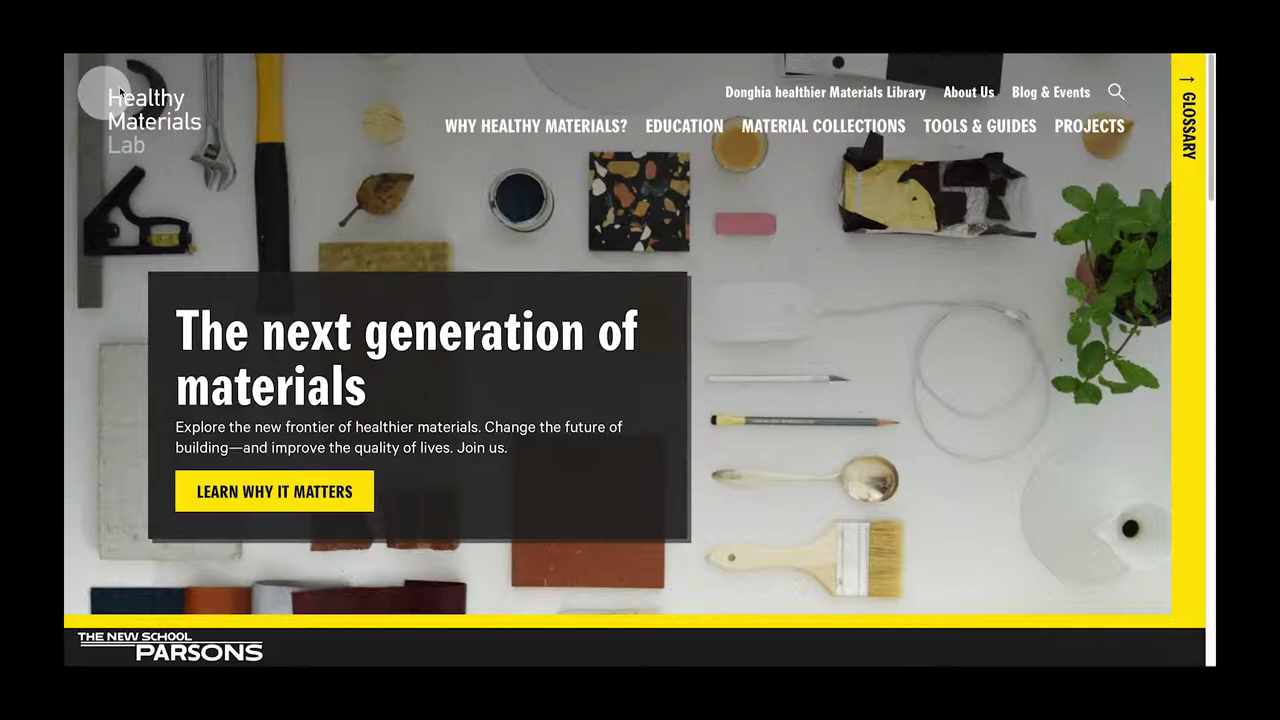 Healthy
Materials
Lab
Donghia healthier Materials Library About Us Blog & Events
WHY HEALTHY MATERIALS? EDUCATION MATERIAL COLLECTIONS TOOLS & GUIDES PROJECTS
↑ GLOSSARY
The next generation of
materials
Explore the new frontier of healthier materials. Change the future of
building—and improve the quality of lives. Join us.
LEARN WHY IT MATTERS
THE NEW SCHOOL
PARSONS